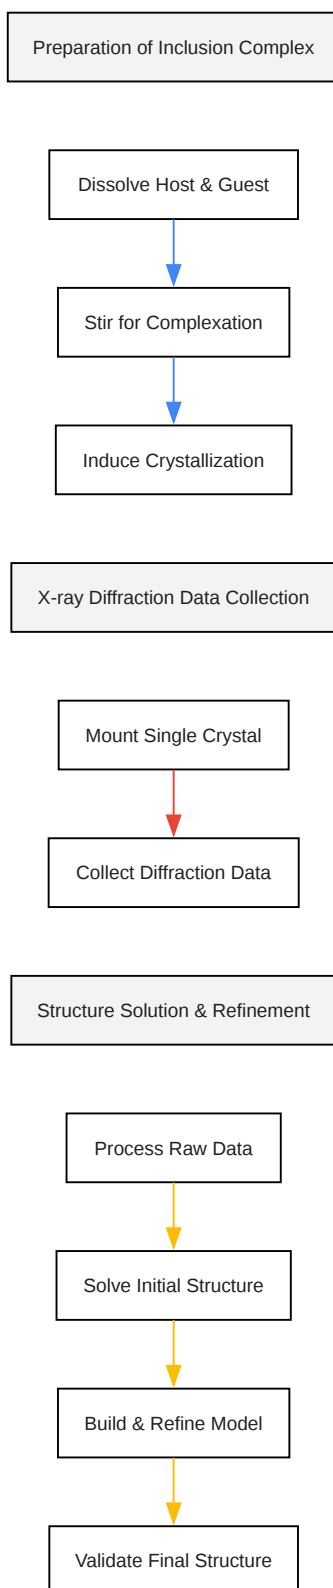 Preparation of Inclusion Complex
Dissolve Host & Guest
Stir for Complexation
Induce Crystallization
X-ray Diffraction Data Collection
Mount Single Crystal
Collect Diffraction Data
Structure Solution & Refinement
Process Raw Data
Solve Initial Structure
Build & Refine Model
Validate Final Structure